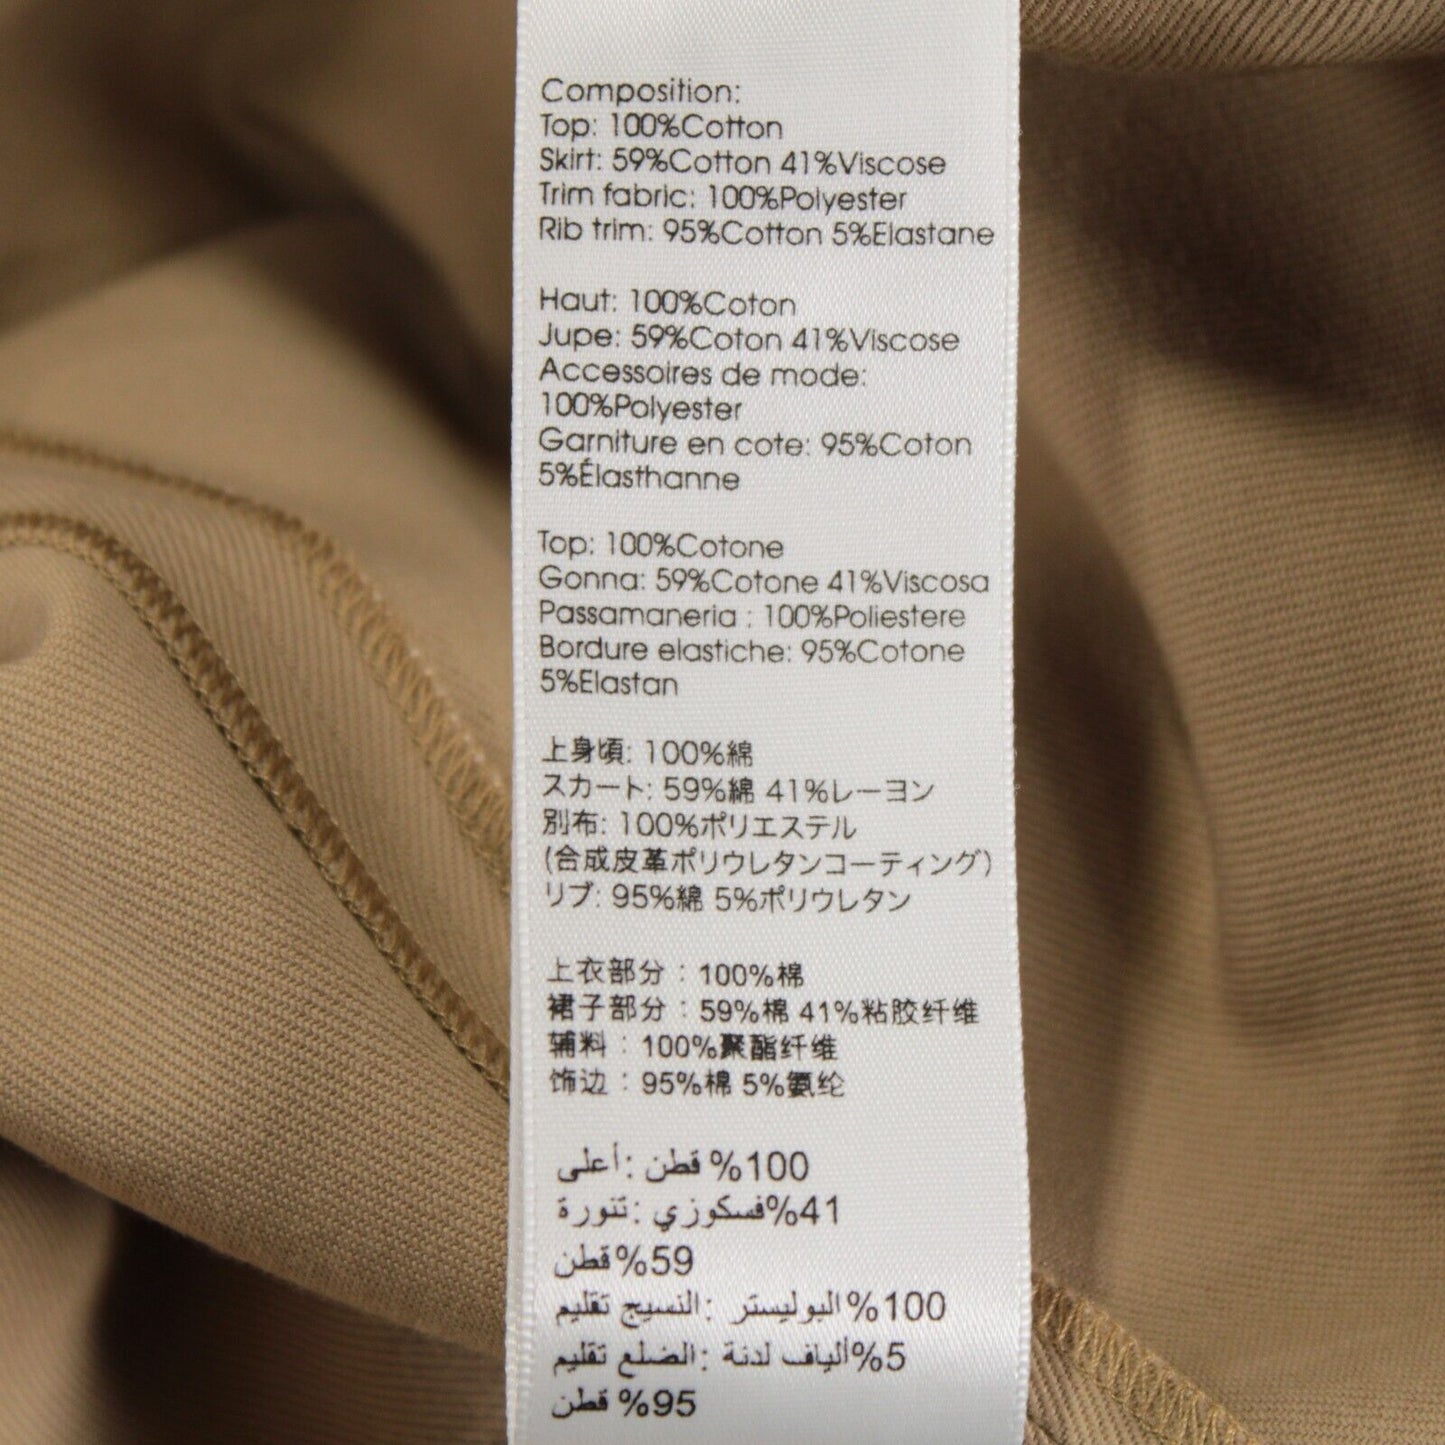 Composition:
Top: 100%Cotton
Skirt: 59%Cotton 41%Viscose
Trim fabric: 100%Polyester
Rib trim: 95%Cotton 5%Elastane
Haut: 100%Coton
Jupe: 59%Coton 41%Viscose
Accessoires de mode:
100%Polyester
Garniture en cote: 95%Coton
5%Élasthanne
Top: 100%Cotone
Gonna: 59%Cotone 41%Viscosa
Passamaneria : 100%Poliestere
Bordure elastiche: 95%Cotone
5%Elastan
上身頃: 100%綿
スカート: 59%綿 41%レーヨン
別布: 100%ポリエステル
(合成皮革ポリウレタンコーティング)
リブ: 95%綿 5%ポリウレタン
上衣部分：100%棉
裙子部分：59%棉 41%粘胶纤维
辅料：100%聚酯纤维
饰边：95%棉 5%氨纶
أعلى: قطن %100
تنورة: فسكوزي%41
قطن%59
تقليم النسيج: البوليستر%100
تقليم الضلع: ألياف لدنة%5
قطن %95